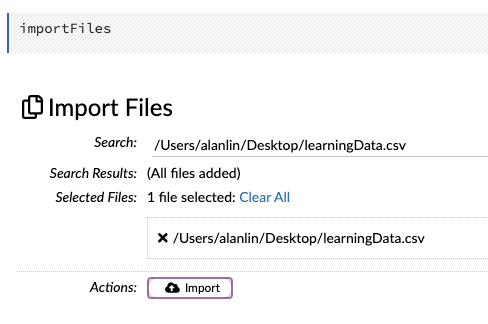 importFiles
Import Files
Search: /Users/alanlin/Desktop/learningData.csv
Search Results: (All files added)
Selected Files: 1 file selected: Clear All
/Users/alanlin/Desktop/learningData.csv
Actions: Import